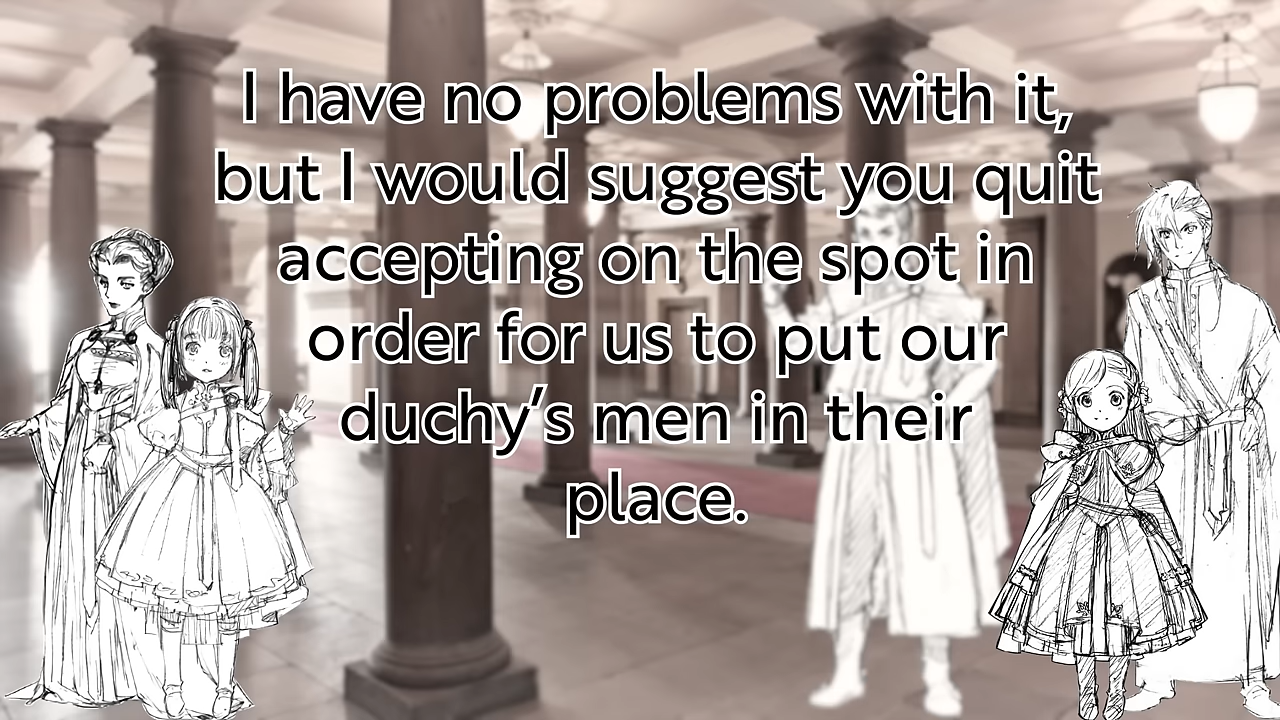 I have no problems with it,
but I would suggest you quit
accepting on the spot in
order for us to put our
duchy's men in their
place.